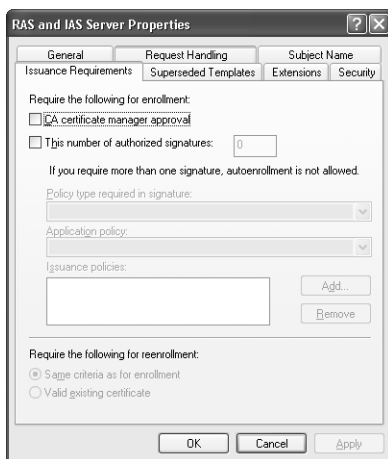 RAS and IAS Server Properties
General
Request Handling
Subject Name
Issuance Requirements
Superseded Templates
Extensions
Security
Require the following for enrollment:
CA certificate manager approval
This number of authorized signatures:
0
If you require more than one signature, autoenrollment is not allowed.
Policy type required in signature:
Application policy:
Issuance policies:
Add...
Remove
Require the following for reenrollment:
Same criteria as for enrollment
Valid existing certificate
OK
Cancel
Apply